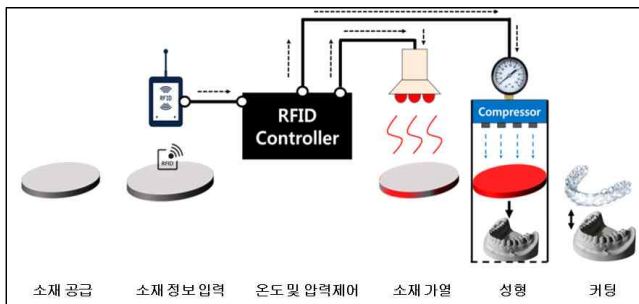 RFID
RFID
Controller
Compressor
RFID
소재 공급
소재 정보 입력
온도 및 압력제어
소재 가열
성형
커팅